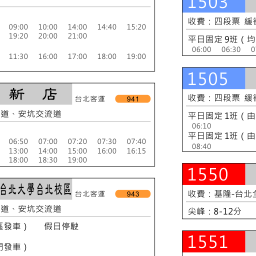 09:00 10:00 14:00 14:40 15:20
19:20 20:00 21:00
11:30 16:00 17:00 18:00 19:00
新 店 台北客運 941
道、安坑交流道
06:50 07:00 07:20 07:30 07:40
13:00 14:00 15:00 16:00 16:15
18:00 18:30 19:00
台北大學台北校區 台北客運 943
道、安坑交流道
發車) 假日停駛
發車)
1503
收費：四段票 緩衝
平日固定 9班 ( 均
06:00 06:30
1505
收費：四段票 緩衝
平日固定 1班 ( 由
06:10
平日固定 1班 ( 由
08:40
1550
收費：基隆-台北全
尖峰：8-12分
1551